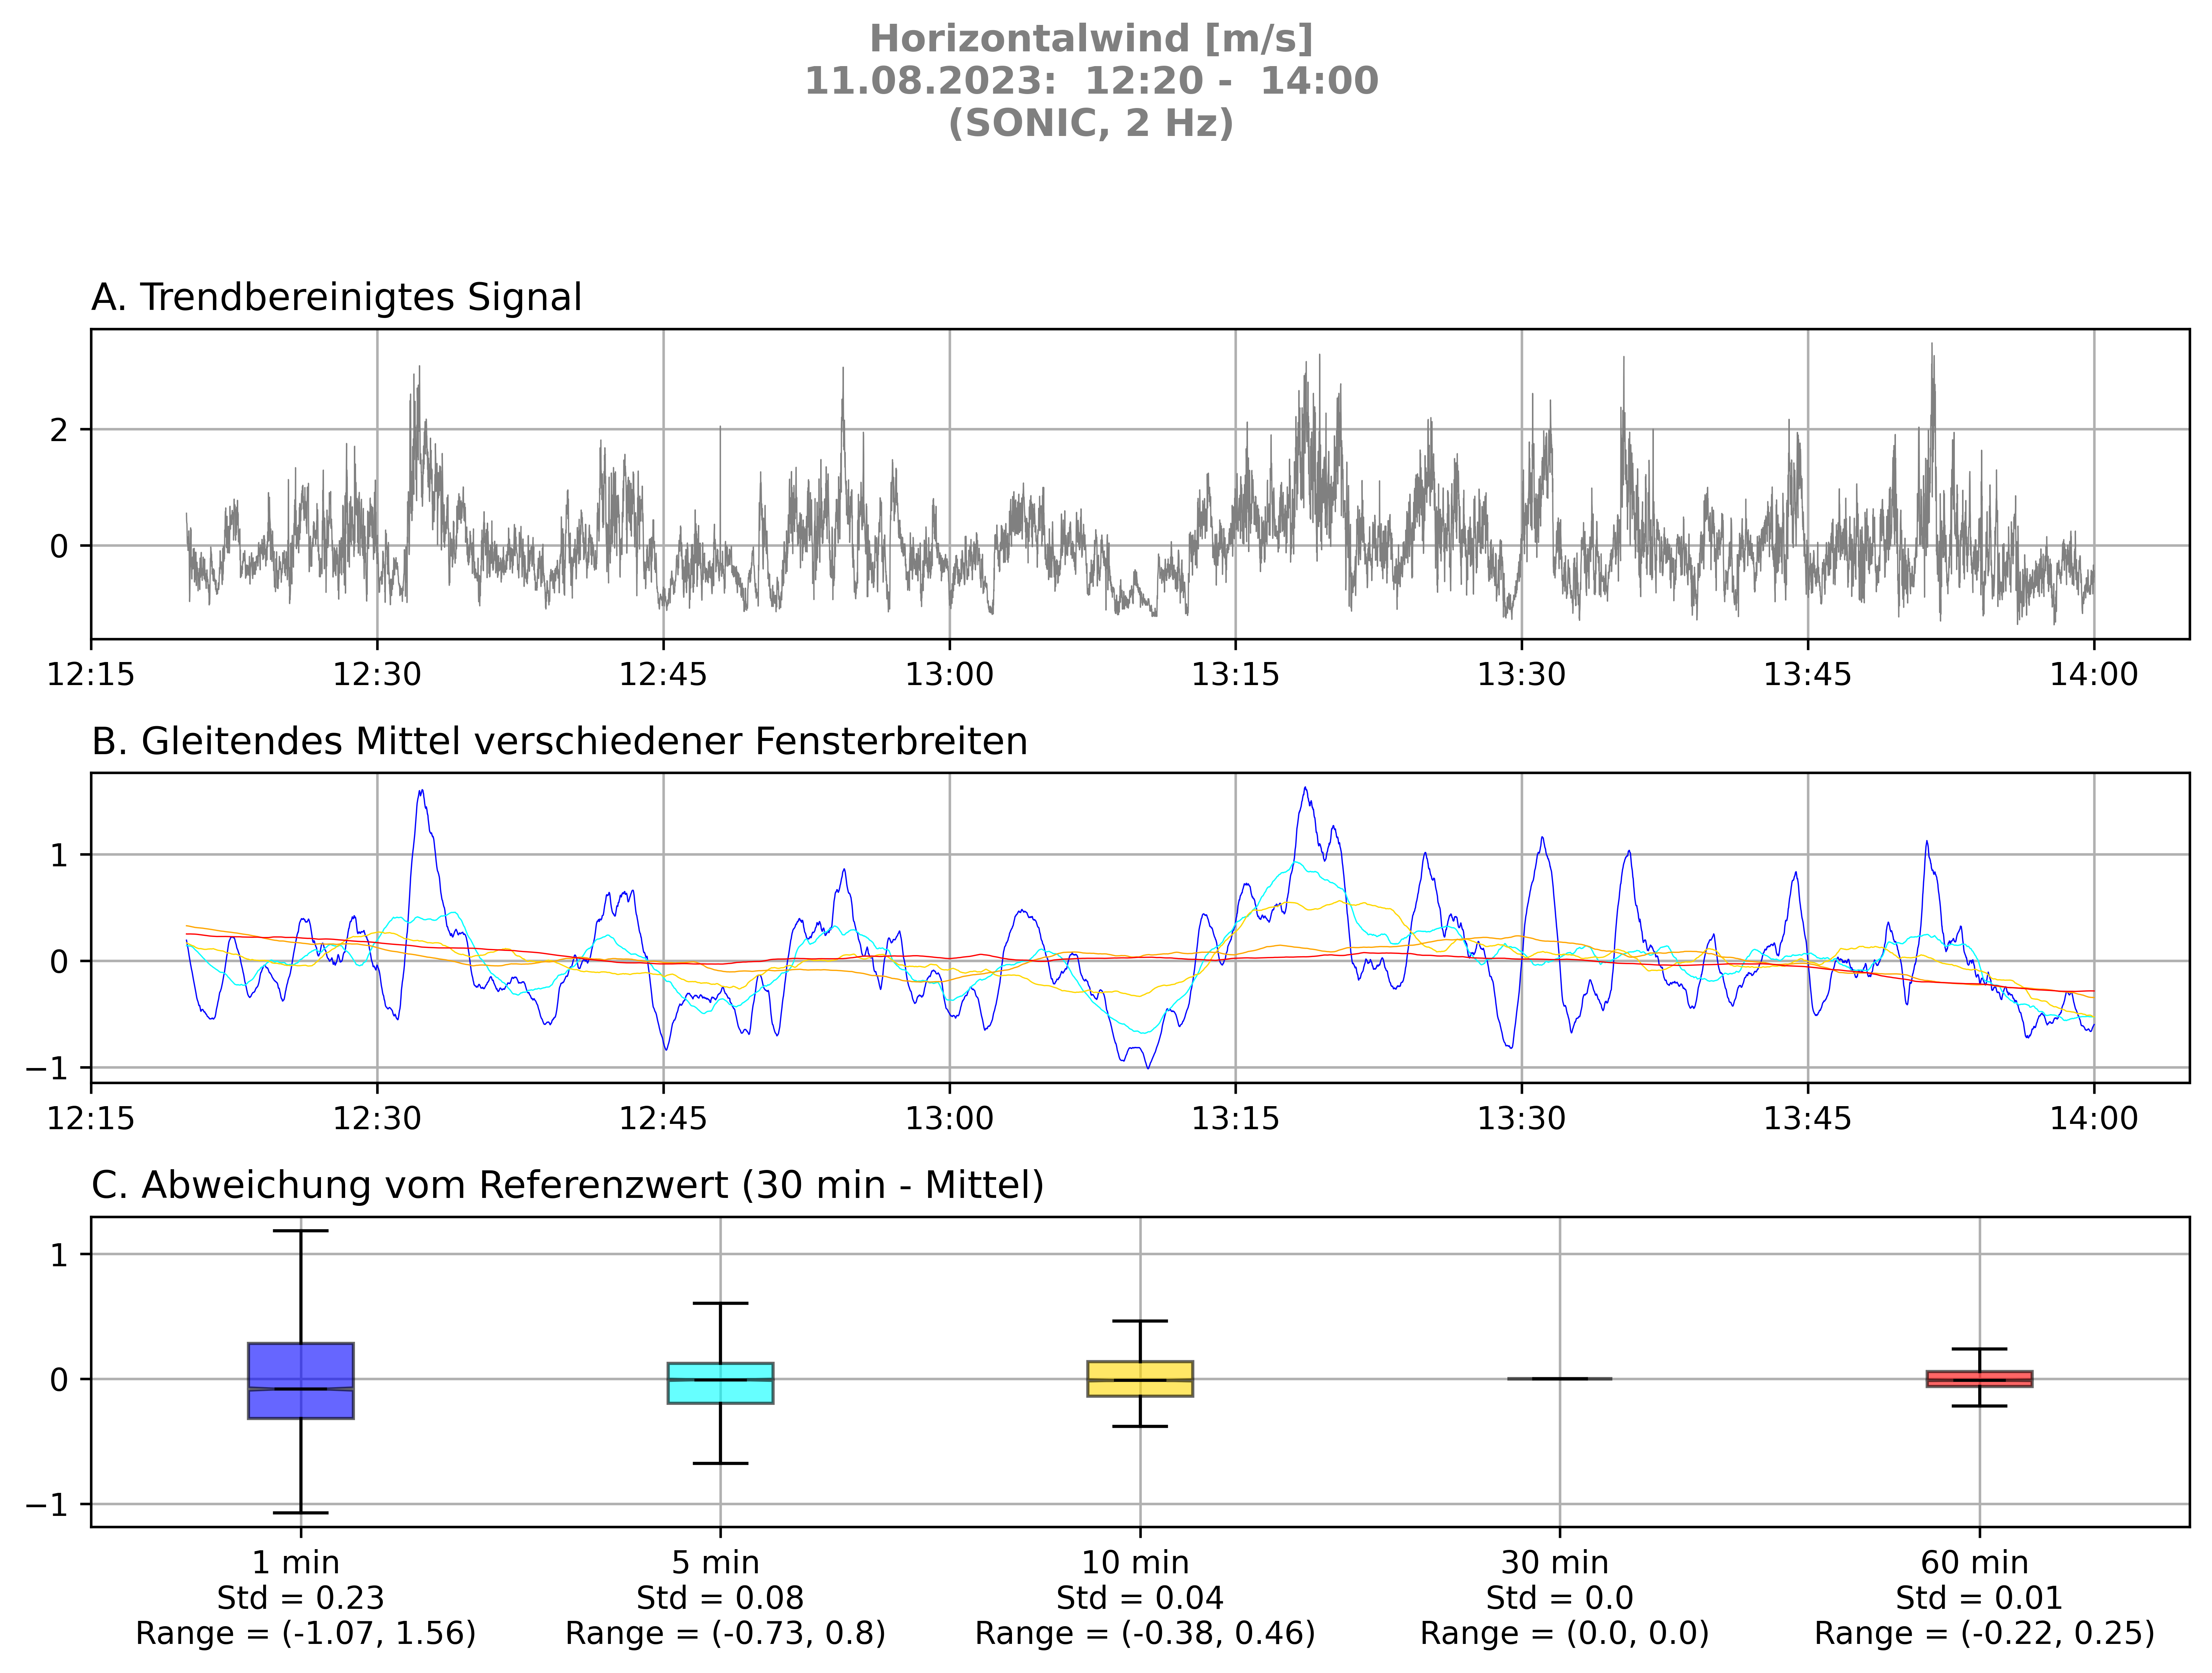 Horizontalwind [m/s]
11.08.2023:  12:20 -  14:00
(SONIC, 2 Hz)
A. Trendbereinigtes Signal
2
0
12:15 12:30 12:45 13:00 13:15 13:30 13:45 14:00
B. Gleitendes Mittel verschiedener Fensterbreiten
1
0
−1
12:15 12:30 12:45 13:00 13:15 13:30 13:45 14:00
C. Abweichung vom Referenzwert (30 min - Mittel)
1
0
−1
1 min 5 min 10 min 30 min 60 min
Std = 0.23 Std = 0.08 Std = 0.04 Std = 0.0 Std = 0.01
Range = (-1.07, 1.56) Range = (-0.73, 0.8) Range = (-0.38, 0.46) Range = (0.0, 0.0) Range = (-0.22, 0.25)